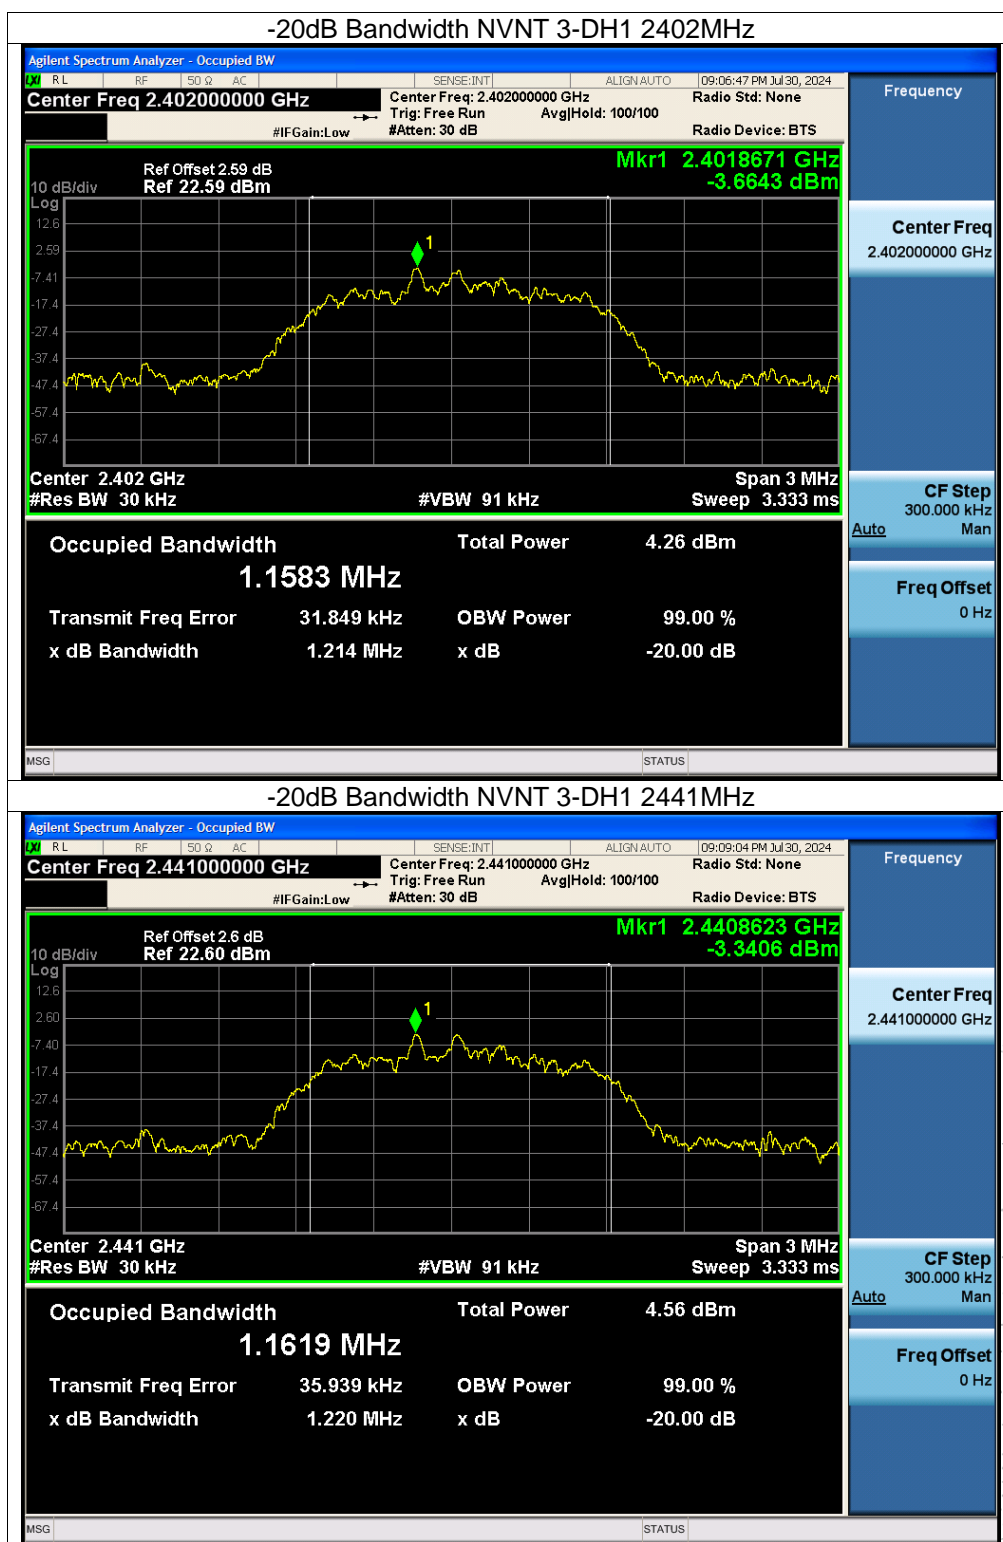 -20dB Bandwidth NVNT 3-DH1 2402MHz
Agilent Spectrum Analyzer - Occupied BW
LXI RL RF 50 Ω AC SENSE:INT ALIGN AUTO 09:06:47 PM Jul 30, 2024
Center Freq 2.402000000 GHz
Center Freq: 2.402000000 GHz Radio Std: None
Trig: Free Run Avg|Hold: 100/100
#IFGain:Low #Atten: 30 dB Radio Device: BTS
Frequency
Mkr1 2.4018671 GHz
-3.6643 dBm
Ref Offset 2.59 dB
10 dB/div Ref 22.59 dBm
Log
12.6
2.59
-7.41
-17.4
-27.4
-37.4
-47.4
-57.4
-67.4
1
Center 2.402 GHz Span 3 MHz
#Res BW 30 kHz #VBW 91 kHz Sweep 3.333 ms
Center Freq
2.402000000 GHz
CF Step
300.000 kHz
Auto Man
Freq Offset
0 Hz
Occupied Bandwidth Total Power 4.26 dBm
1.1583 MHz
Transmit Freq Error 31.849 kHz OBW Power 99.00 %
x dB Bandwidth 1.214 MHz x dB -20.00 dB
MSG STATUS
-20dB Bandwidth NVNT 3-DH1 2441MHz
Agilent Spectrum Analyzer - Occupied BW
LXI RL RF 50 Ω AC SENSE:INT ALIGN AUTO 09:09:04 PM Jul 30, 2024
Center Freq 2.441000000 GHz
Center Freq: 2.441000000 GHz Radio Std: None
Trig: Free Run Avg|Hold: 100/100
#IFGain:Low #Atten: 30 dB Radio Device: BTS
Frequency
Mkr1 2.4408623 GHz
-3.3406 dBm
Ref Offset 2.6 dB
10 dB/div Ref 22.60 dBm
Log
12.6
2.60
-7.40
-17.4
-27.4
-37.4
-47.4
-57.4
-67.4
1
Center 2.441 GHz Span 3 MHz
#Res BW 30 kHz #VBW 91 kHz Sweep 3.333 ms
Center Freq
2.441000000 GHz
CF Step
300.000 kHz
Auto Man
Freq Offset
0 Hz
Occupied Bandwidth Total Power 4.56 dBm
1.1619 MHz
Transmit Freq Error 35.939 kHz OBW Power 99.00 %
x dB Bandwidth 1.220 MHz x dB -20.00 dB
MSG STATUS